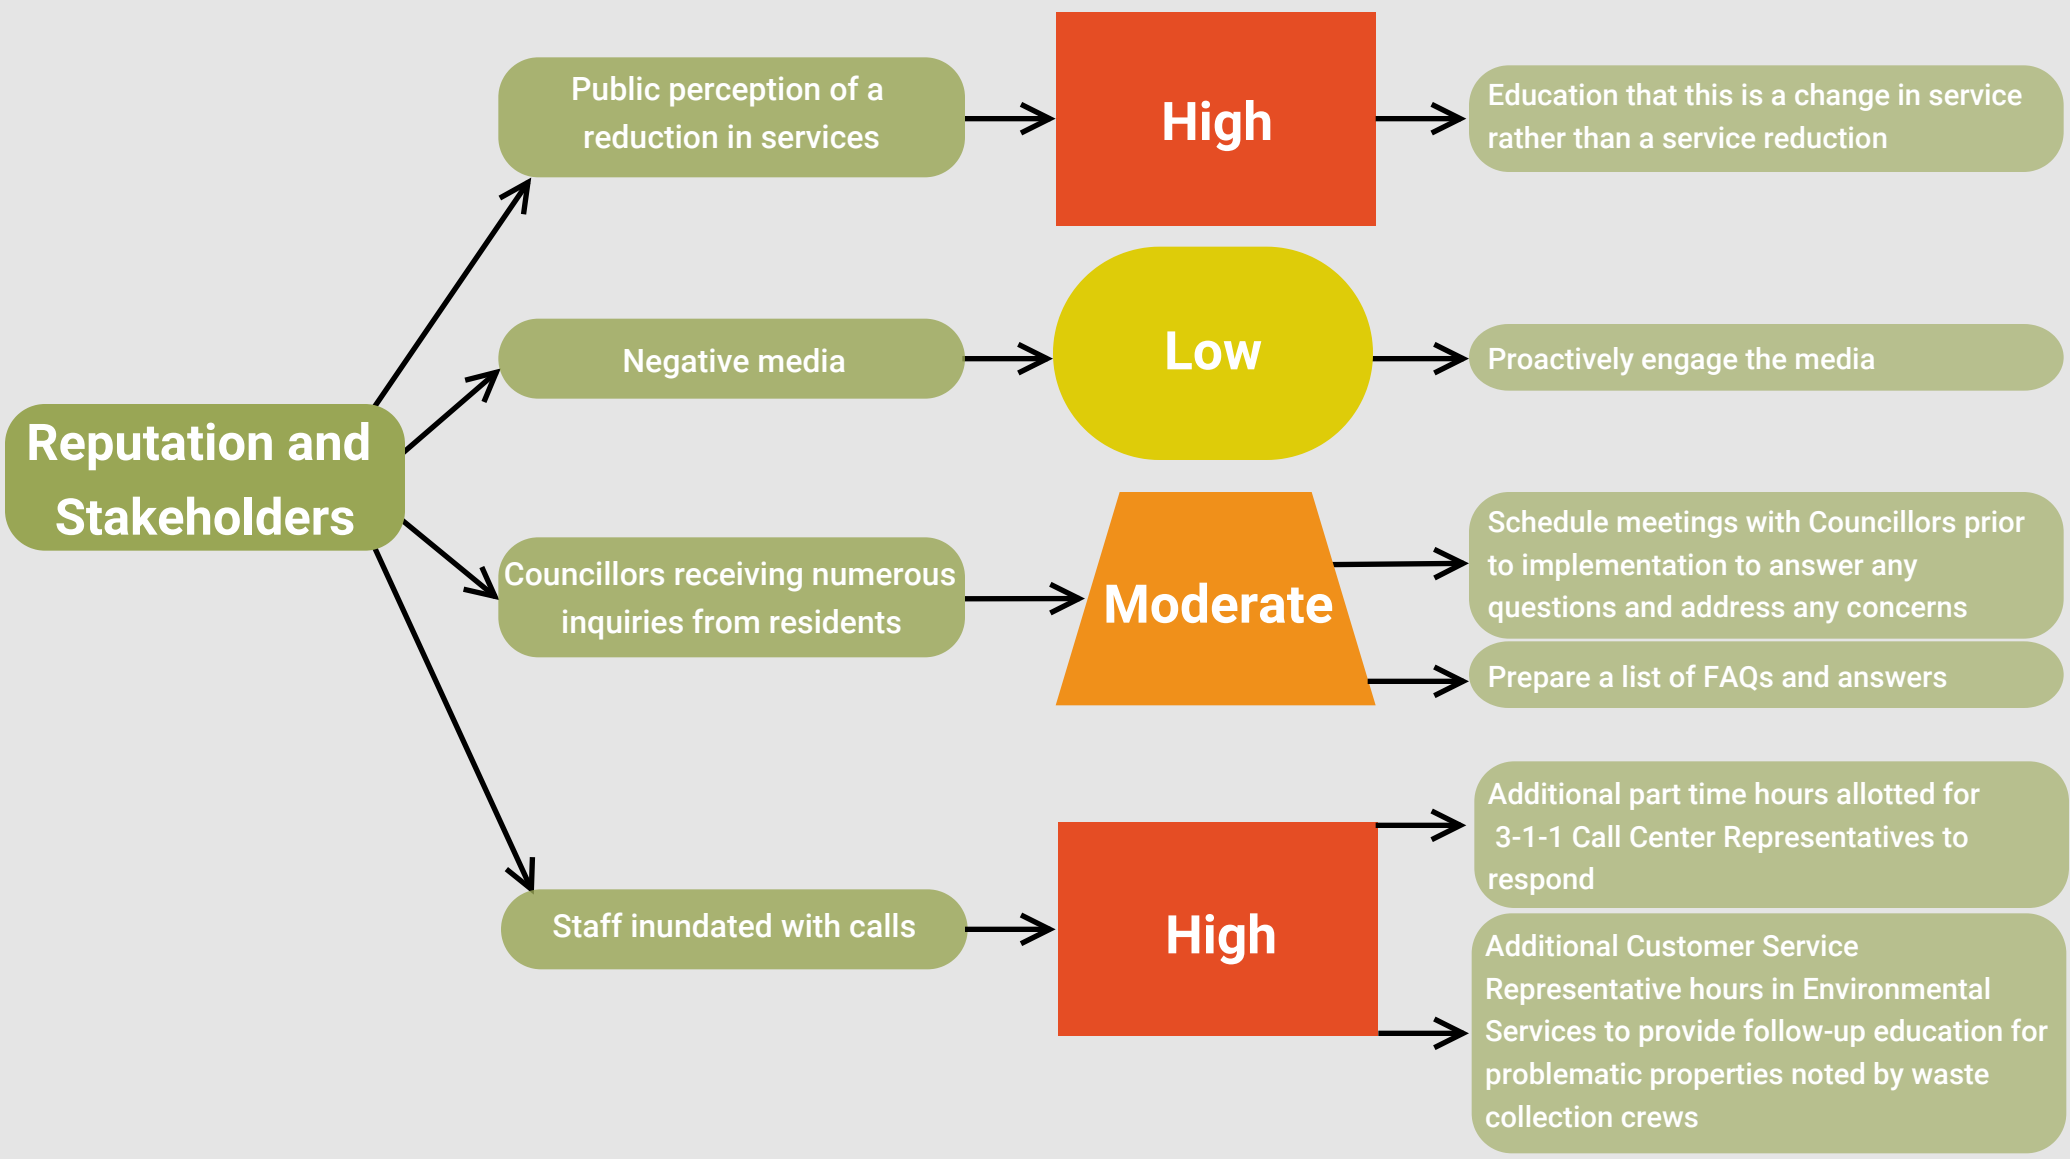 Reputation and
Stakeholders
Public perception of a
reduction in services
High
Education that this is a change in service
rather than a service reduction
Negative media
Low
Proactively engage the media
Councillors receiving numerous
inquiries from residents
Moderate
Schedule meetings with Councillors prior
to implementation to answer any
questions and address any concerns
Prepare a list of FAQs and answers
Staff inundated with calls
High
Additional part time hours allotted for
3-1-1 Call Center Representatives to
respond
Additional Customer Service
Representative hours in Environmental
Services to provide follow-up education for
problematic properties noted by waste
collection crews